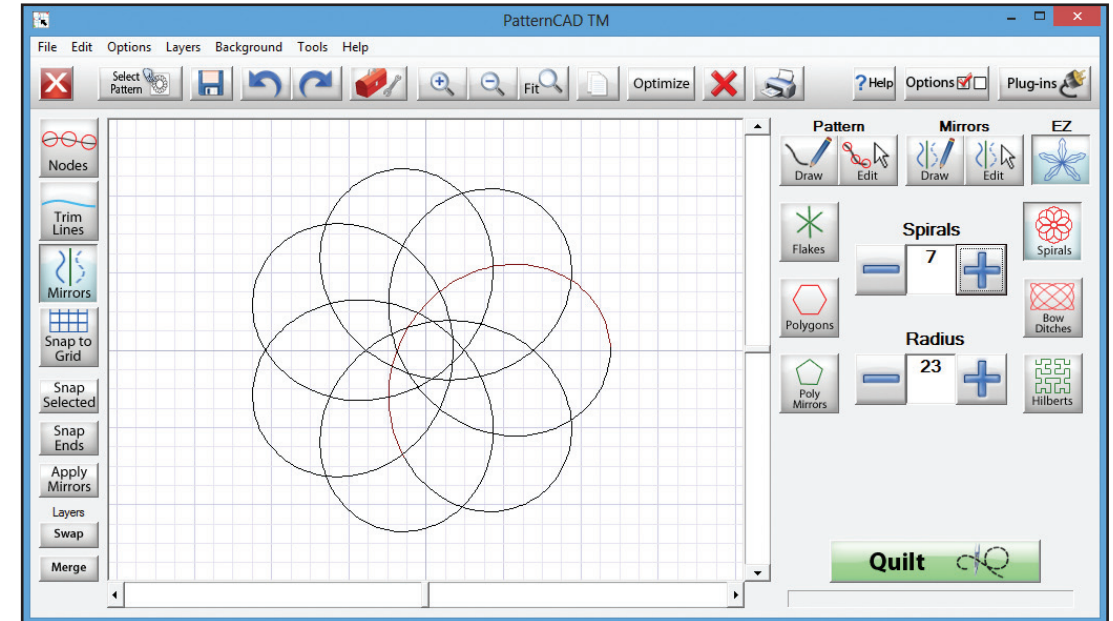 PatternCAD TM
File Edit Options Layers Background Tools Help
Select
Pattern
Fit
Optimize
? Help
Options
Plug-ins
Nodes
Trim
Lines
Mirrors
Snap to
Grid
Snap
Selected
Snap
Ends
Apply
Mirrors
Layers
Swap
Merge
Pattern Mirrors EZ
Draw Edit Draw Edit
Flakes
Spirals
7
Spirals
Polygons
Bow
Ditches
Radius
23
Poly
Mirrors
Hilberts
Quilt